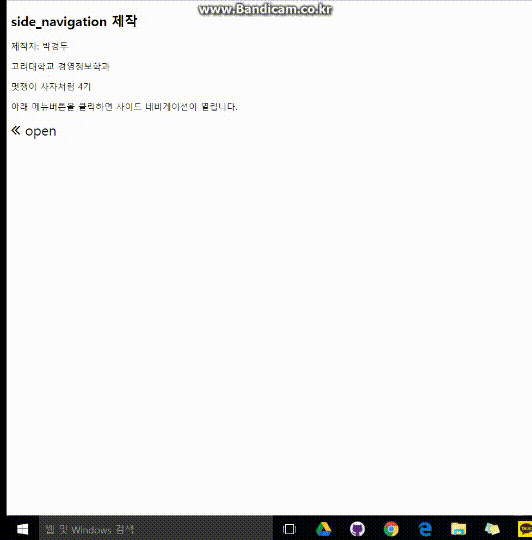 www.Bandicam.co.kr
side_navigation 제작
제작자: 박경두
고려대학교 경영정보학과
멋쟁이 사자처럼 4기
아래 메뉴버튼을 클릭하면 사이드 네비게이션이 열립니다.
« open
웹 및 Windows 검색